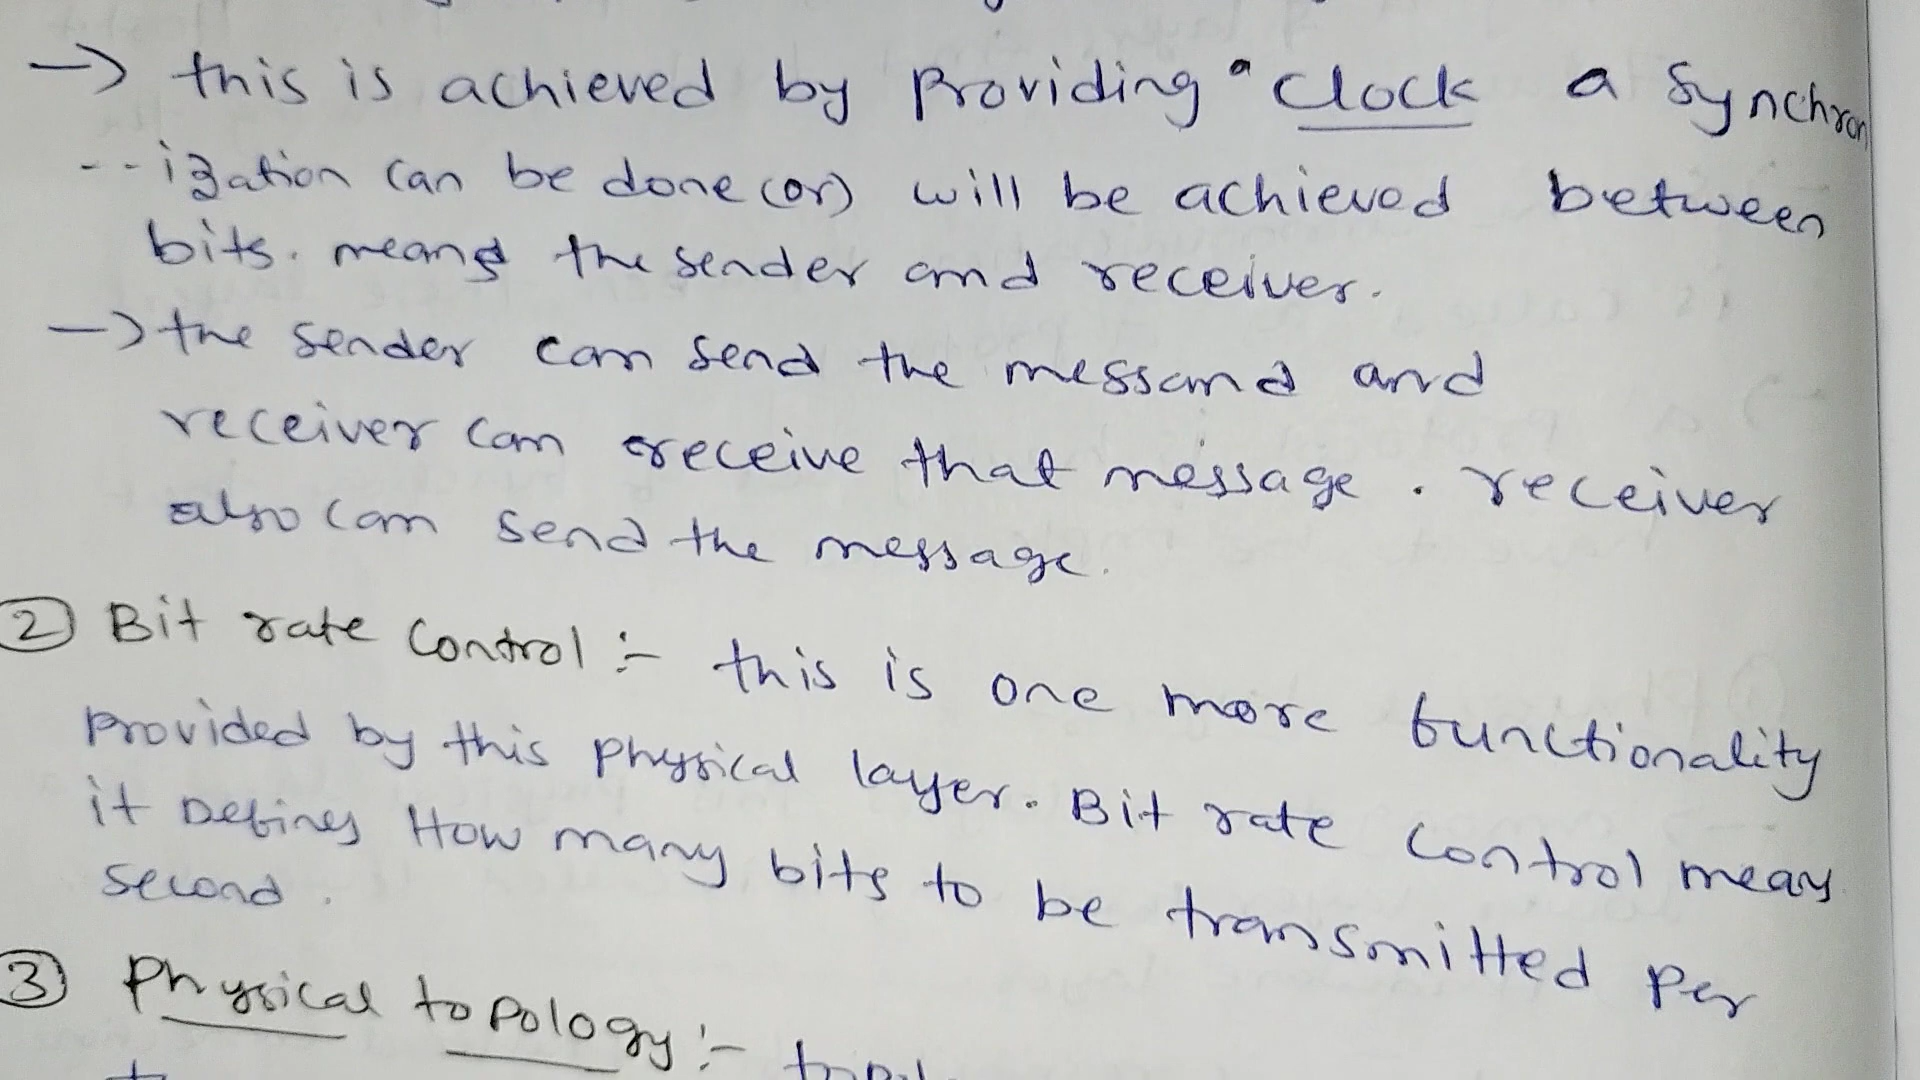 → this is achieved by Providing a clock a Synchron
--ization can be done (or) will be achieved between
bits. means the sender and receiver.
→ the sender can send the messand and
receiver can receive that message. receiver
also can send the message.
② Bit rate Control :- this is one more functionality
Provided by this Physical layer. Bit rate Control means
it Defines How many bits to be transmitted Per
second.
③ Physical topology :-